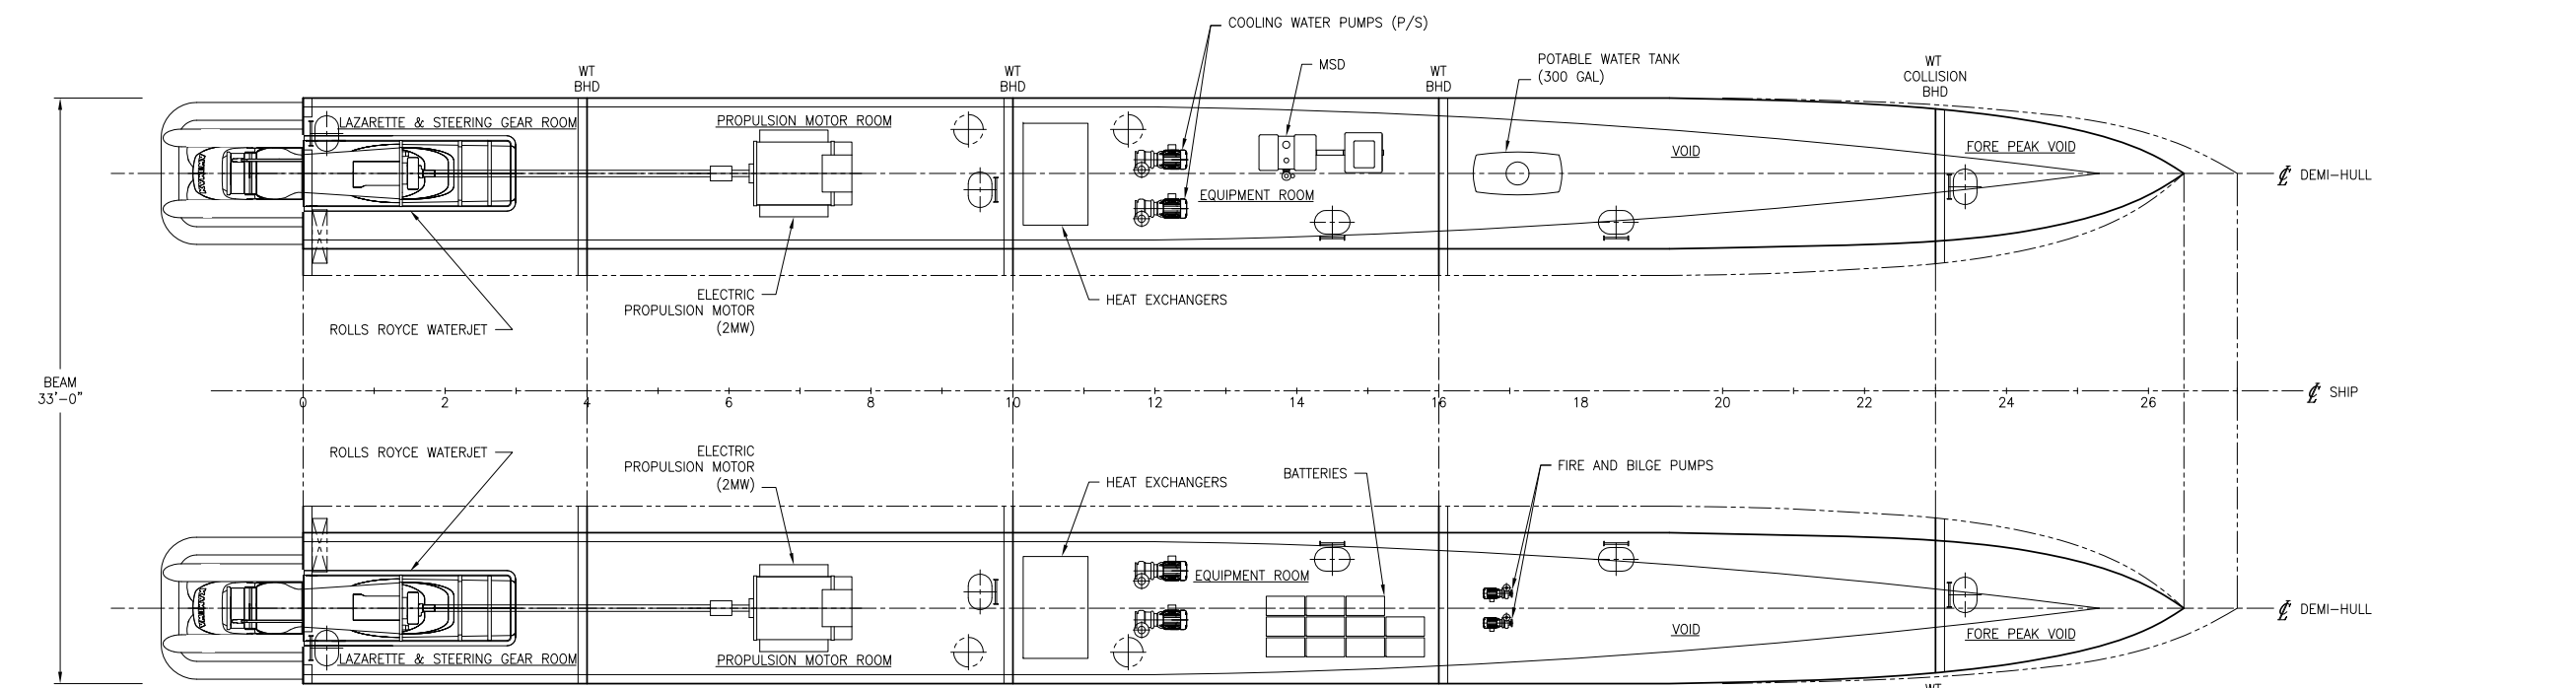 COOLING WATER PUMPS (P/S)
MSD
POTABLE WATER TANK
(300 GAL)
WT
BHD
WT
BHD
WT
BHD
WT
COLLISION
BHD
LAZARETTE & STEERING GEAR ROOM
PROPULSION MOTOR ROOM
EQUIPMENT ROOM
VOID
FORE PEAK VOID
DEMI-HULL
ROLLS ROYCE WATERJET
ELECTRIC
PROPULSION MOTOR
(2MW)
HEAT EXCHANGERS
BEAM
33'-0"
0 2 4 6 8 10 12 14 16 18 20 22 24 26
SHIP
ROLLS ROYCE WATERJET
ELECTRIC
PROPULSION MOTOR
(2MW)
HEAT EXCHANGERS
BATTERIES
FIRE AND BILGE PUMPS
EQUIPMENT ROOM
DEMI-HULL
LAZARETTE & STEERING GEAR ROOM
PROPULSION MOTOR ROOM
VOID
FORE PEAK VOID
WT